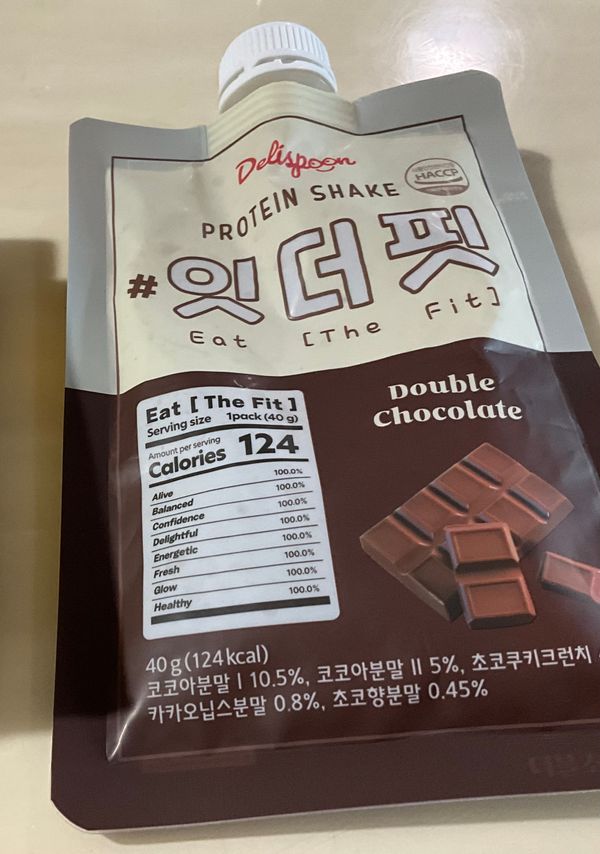 Delispoon
PROTEIN SHAKE
HACCP
#잇더핏
Eat [The Fit]
Double
Chocolate
Eat [ The Fit ]
Serving size 1pack (40 g)
Amount per serving
Calories 124
100.0%
Alive 100.0%
Balanced 100.0%
Confidence 100.0%
Delightful 100.0%
Energetic 100.0%
Fresh 100.0%
Glow 100.0%
Healthy
40 g (124 kcal)
코코아분말 I 10.5%, 코코아분말 II 5%, 초코쿠키크런치
카카오닙스분말 0.8%, 초코향분말 0.45%